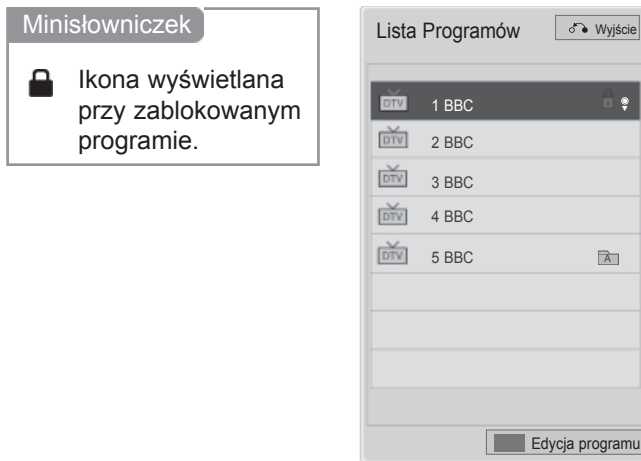 Minisłowniczek
Ikona wyświetlana
przy zablokowanym
programie.
Lista Programów
Wyjście
DTV 1 BBC
DTV 2 BBC
DTV 3 BBC
DTV 4 BBC
DTV 5 BBC A
Edycja programu